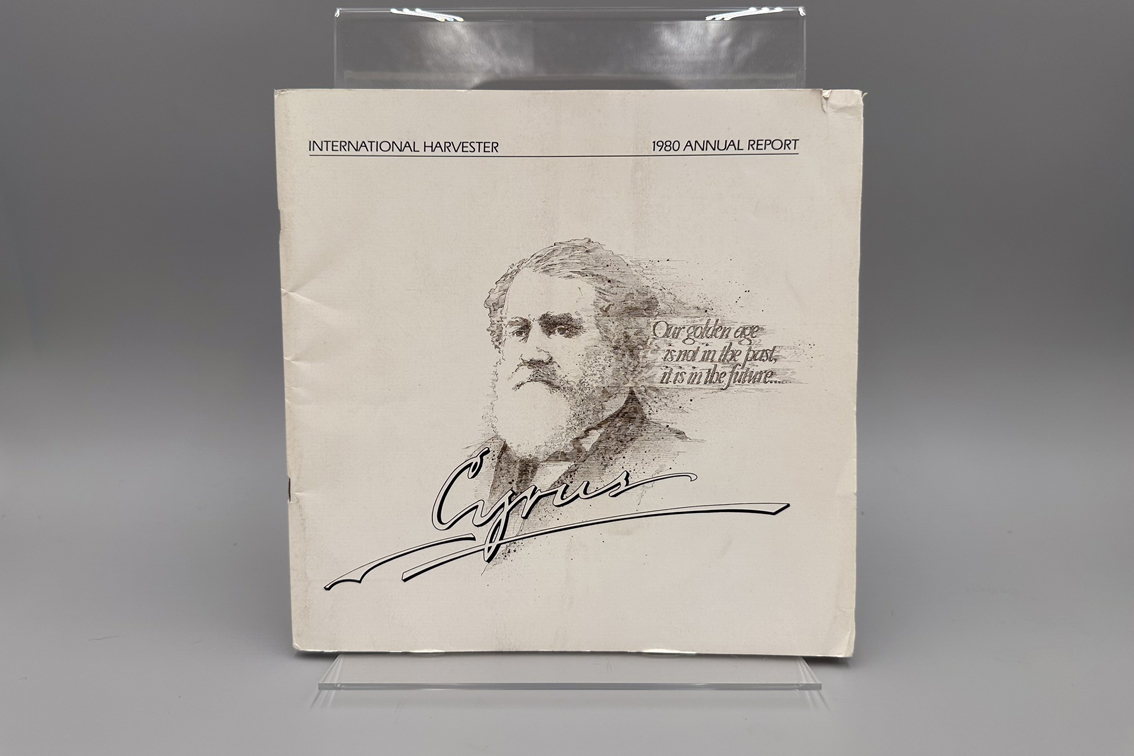 INTERNATIONAL HARVESTER 1980 ANNUAL REPORT
Our golden age
is not in the past,
it is in the future...
Cyrus